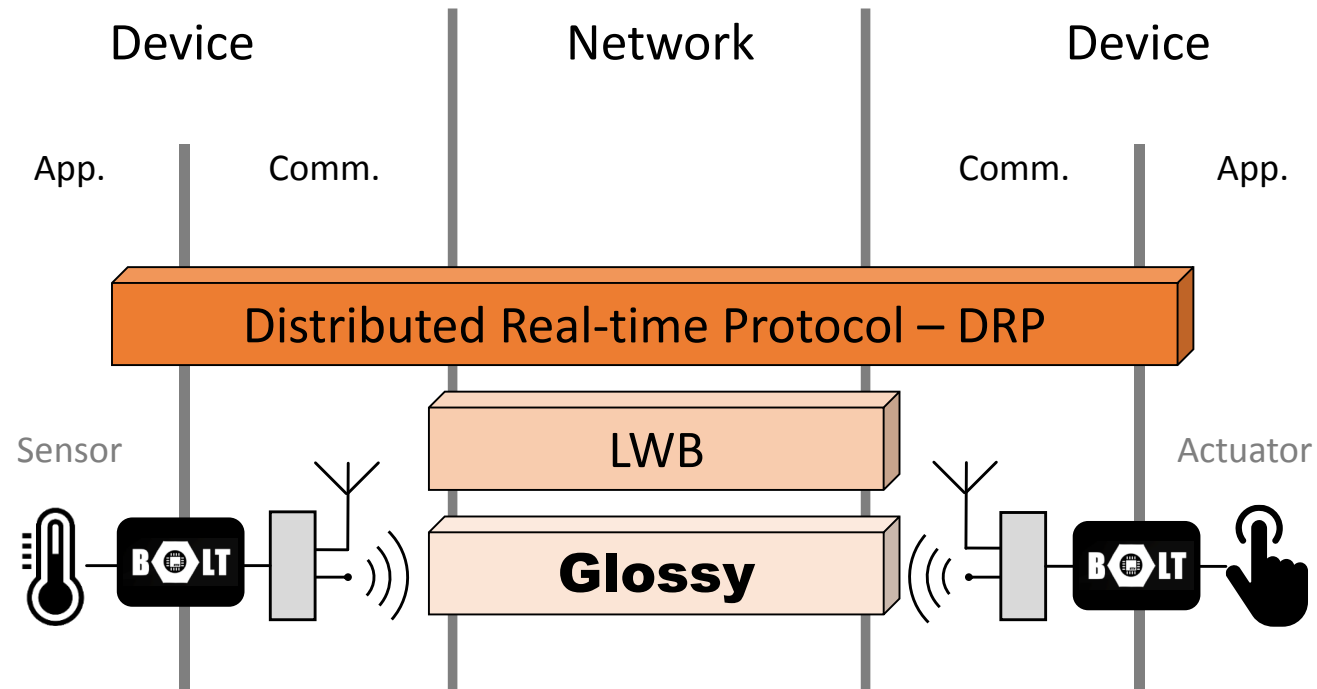 Device
Network
Device
App.
Comm.
Comm.
App.
Distributed Real-time Protocol – DRP
LWB
Sensor
Actuator
BOLT
Glossy
BOLT